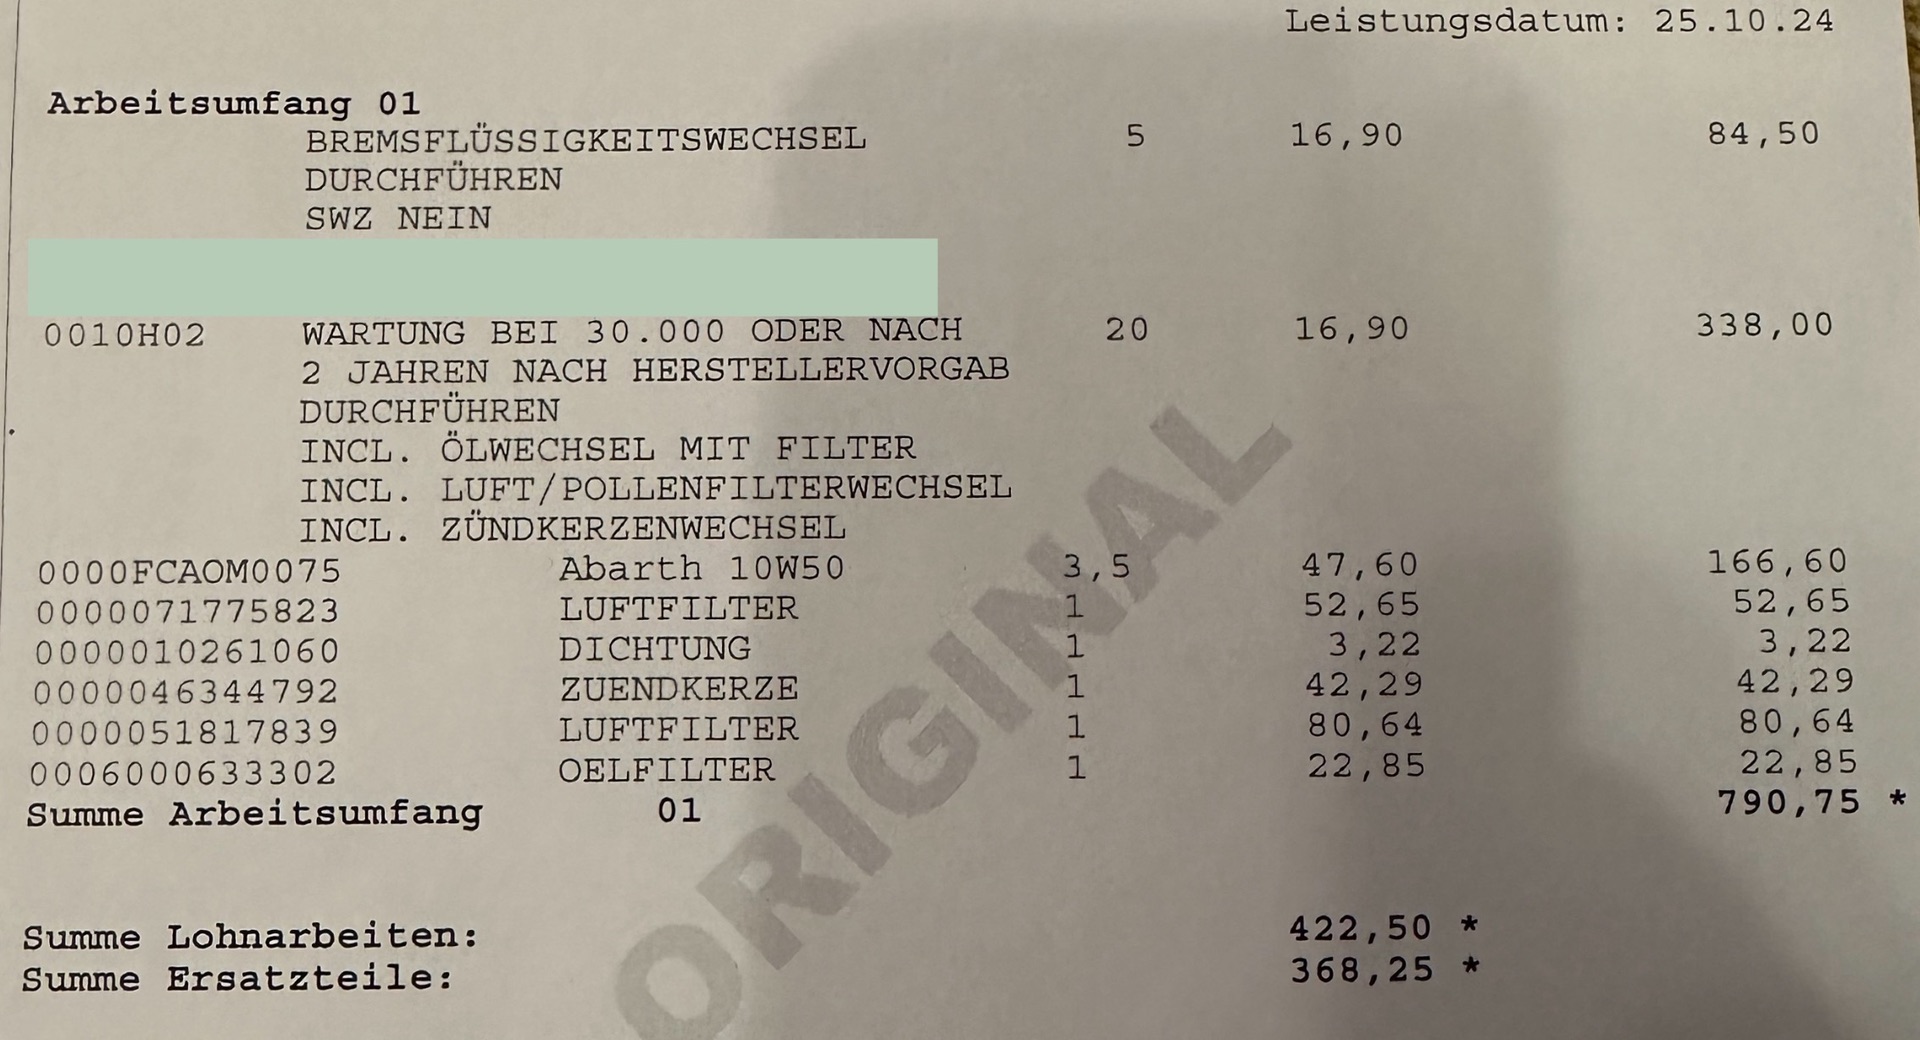 Leistungsdatum: 25.10.24
Arbeitsumfang 01
BREMSFLÜSSIGKEITSWECHSEL 5 16,90 84,50
DURCHFÜHREN
SWZ NEIN
0010H02 WARTUNG BEI 30.000 ODER NACH 20 16,90 338,00
2 JAHREN NACH HERSTELLERVORGAB
DURCHFÜHREN
INCL. ÖLWECHSEL MIT FILTER
INCL. LUFT/POLLENFILTERWECHSEL
INCL. ZÜNDKERZENWECHSEL
0000FCAOM0075 Abarth 10W50 3,5 47,60 166,60
0000071775823 LUFTFILTER 1 52,65 52,65
0000010261060 DICHTUNG 1 3,22 3,22
0000046344792 ZUENDKERZE 1 42,29 42,29
0000051817839 LUFTFILTER 1 80,64 80,64
0006000633302 OELFILTER 1 22,85 22,85
Summe Arbeitsumfang 01 790,75 *
Summe Lohnarbeiten: 422,50 *
Summe Ersatzteile: 368,25 *
ORIGINAL